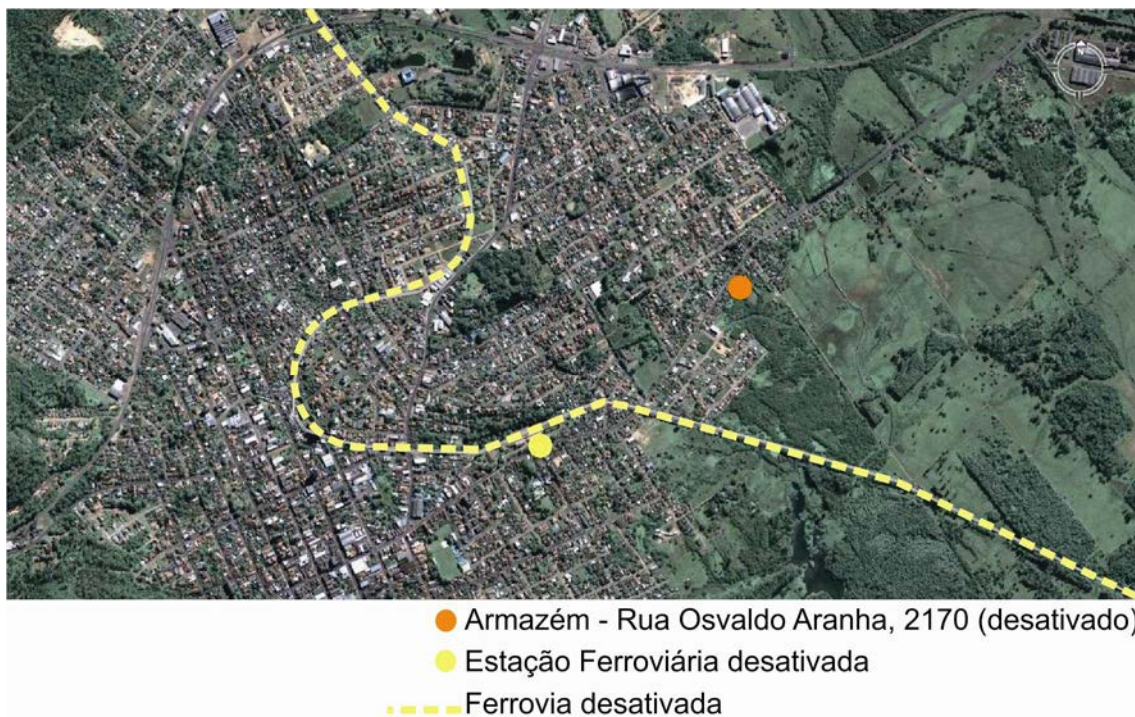 N
Armazém - Rua Osvaldo Aranha, 2170 (desativado)
Estação Ferroviária desativada
Ferrovia desativada